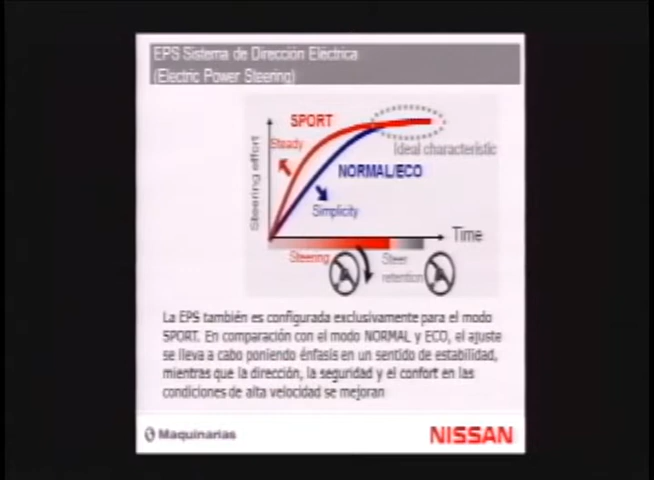 EPS Sistema de Dirección Eléctrica
(Electric Power Steering)
SPORT
Steady
Ideal characteristic
NORMAL/ECO
Steering effort
Simplicity
Time
Steering
Steer
retention
La EPS también es configurada exclusivamente para el modo
SPORT. En comparación con el modo NORMAL y ECO, el ajuste
se lleva a cabo poniendo énfasis en un sentido de estabilidad,
mientras que la dirección, la seguridad y el confort en las
condiciones de alta velocidad se mejoran
Maquinarias
NISSAN